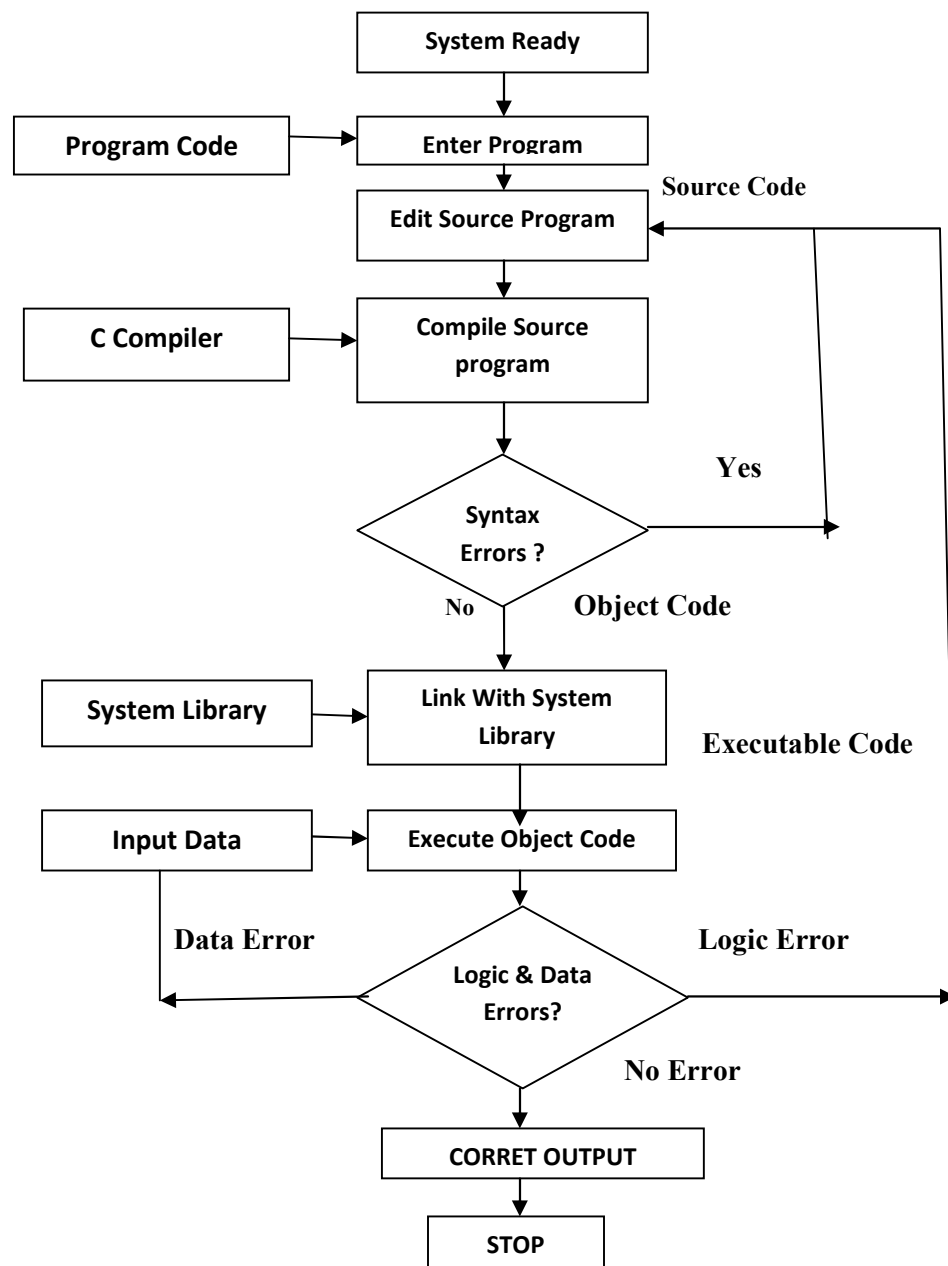 System Ready
Program Code
Enter Program
Source Code
Edit Source Program
C Compiler
Compile Source
program
Yes
Syntax
Errors ?
No
Object Code
System Library
Link With System
Library
Executable Code
Input Data
Execute Object Code
Data Error
Logic Error
Logic & Data
Errors?
No Error
CORRET OUTPUT
STOP